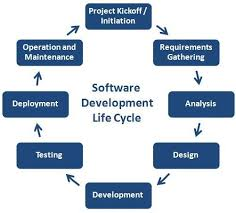 Project Kickoff /
Initiation
Operation and
Maintenance
Requirements
Gathering
Software
Development
Life Cycle
Deployment
Analysis
Testing
Design
Development